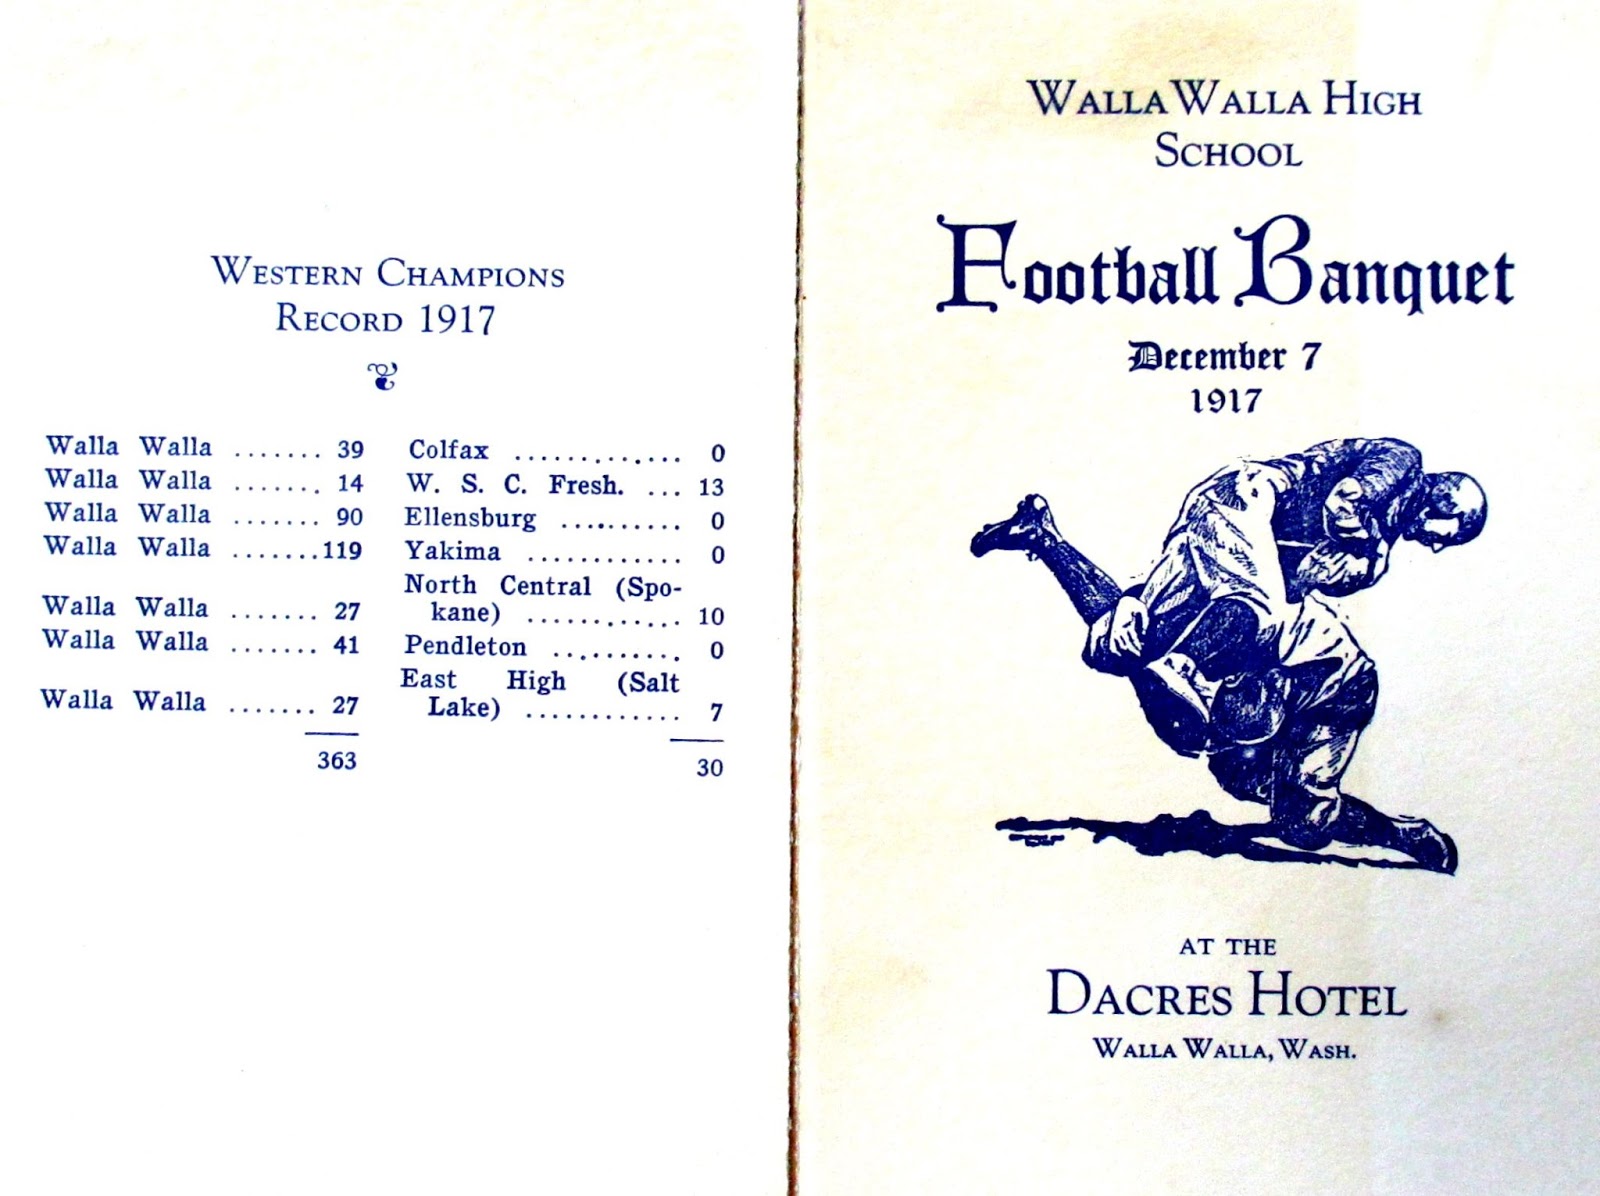 Western Champions
Record 1917
Walla Walla ....... 39 Colfax ............. 0
Walla Walla ....... 14 W. S. C. Fresh. ... 13
Walla Walla ....... 90 Ellensburg .......... 0
Walla Walla .......119 Yakima ............ 0
North Central (Spo-
Walla Walla ....... 27 kane) ............ 10
Walla Walla ....... 41 Pendleton ........... 0
East High (Salt
Walla Walla ....... 27 Lake) ............. 7
363 30
Walla Walla High
School
Football Banquet
December 7
1917
at the
Dacres Hotel
Walla Walla, Wash.